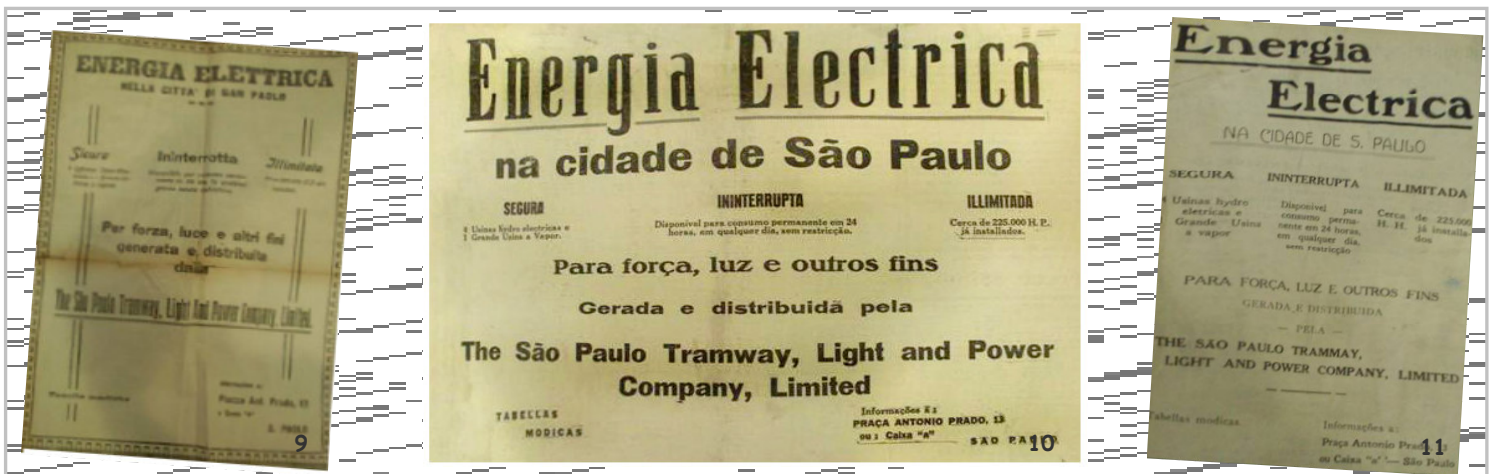 ENERGIA ELETTRICA
NELLA CITTA' DI SAN PAOLO
Sicura
Ininterrotta
Illimitata
Per forza, luce e altri fini
generata e distribuita
dalla
The São Paulo Tramway, Light And Power Company, Limited.
Piazza Ant. Prado, 13
S. PAULO
9
Energia Electrica
na cidade de São Paulo
SEGURA
4 Usinas hydro electricas e
1 Grande Usina a Vapor.
ININTERRUPTA
Disponivel para consumo permanente em 24
horas, em qualquer dia, sem restricção.
ILLIMITADA
Cerca de 225.000 H. P.
já installados.
Para força, luz e outros fins
Gerada e distribuidã pela
The São Paulo Tramway, Light and Power
Company, Limited
TABELLAS
MODICAS
Informações á:
PRAÇA ANTONIO PRADO, 13
ou : Caixa "a"
SÃO PAULO
10
Energia
Electrica
NA CIDADE DE S. PAULO
SEGURA
Usinas hydro
eletricas e
Grande Usina
a vapor
ININTERRUPTA
Disponivel para
consumo perma-
nente em 24 horas,
em qualquer dia,
sem restricção
ILLIMITADA
Cerca de 225.000
H. H. já installa-
dos
PARA FORÇA, LUZ E OUTROS FINS
GERADA E DISTRIBUIDA
— PELA —
THE SÃO PAULO TRAMMAY,
LIGHT AND POWER COMPANY, LIMITED
Tabellas modicas
Informações a:
Praça Antonio Prado, 13
ou Caixa "a" — São Paulo
11